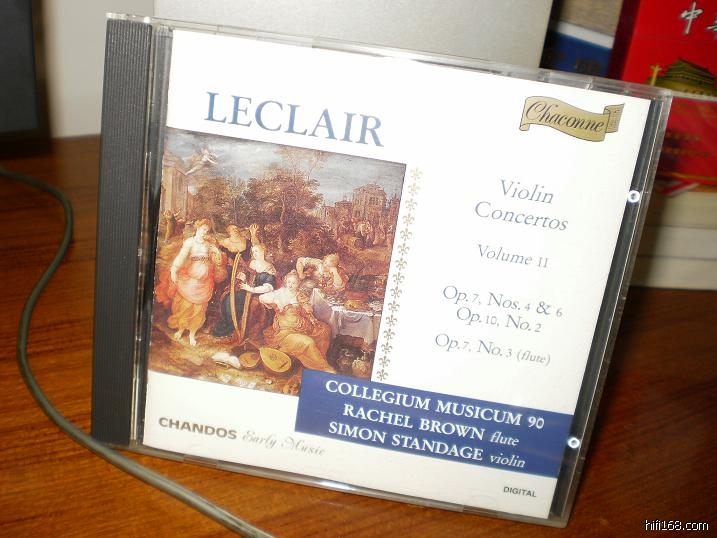 LECLAIR
Chaconne
Violin
Concertos
Volume II
Op.7, Nos. 4 & 6
Op.10, No. 2
Op.7, No. 3 (flute)
COLLEGIUM MUSICUM 90
RACHEL BROWN flute
SIMON STANDAGE violin
CHANDOS Early Music
DIGITAL
中
hifi168.com